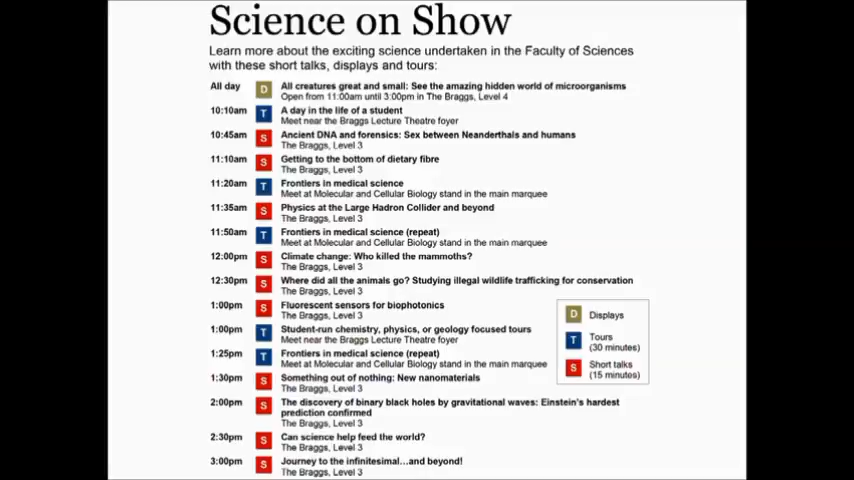 Science on Show
Learn more about the exciting science undertaken in the Faculty of Sciences
with these short talks, displays and tours:
All day D All creatures great and small: See the amazing hidden world of microorganisms
Open from 11:00am until 3:00pm in The Braggs, Level 4
10:10am T A day in the life of a student
Meet near the Braggs Lecture Theatre foyer
10:45am S Ancient DNA and forensics: Sex between Neanderthals and humans
The Braggs, Level 3
11:10am S Getting to the bottom of dietary fibre
The Braggs, Level 3
11:20am T Frontiers in medical science
Meet at Molecular and Cellular Biology stand in the main marquee
11:35am S Physics at the Large Hadron Collider and beyond
The Braggs, Level 3
11:50am T Frontiers in medical science (repeat)
Meet at Molecular and Cellular Biology stand in the main marquee
12:00pm S Climate change: Who killed the mammoths?
The Braggs, Level 3
12:30pm S Where did all the animals go? Studying illegal wildlife trafficking for conservation
The Braggs, Level 3
1:00pm S Fluorescent sensors for biophotonics
The Braggs, Level 3
1:00pm T Student-run chemistry, physics, or geology focused tours
Meet near the Braggs Lecture Theatre foyer
1:25pm T Frontiers in medical science (repeat)
Meet at Molecular and Cellular Biology stand in the main marquee
1:30pm S Something out of nothing: New nanomaterials
The Braggs, Level 3
2:00pm S The discovery of binary black holes by gravitational waves: Einstein's hardest
prediction confirmed
The Braggs, Level 3
2:30pm S Can science help feed the world?
The Braggs, Level 3
3:00pm S Journey to the infinitesimal…and beyond!
The Braggs, Level 3
D Displays
T Tours
(30 minutes)
S Short talks
(15 minutes)